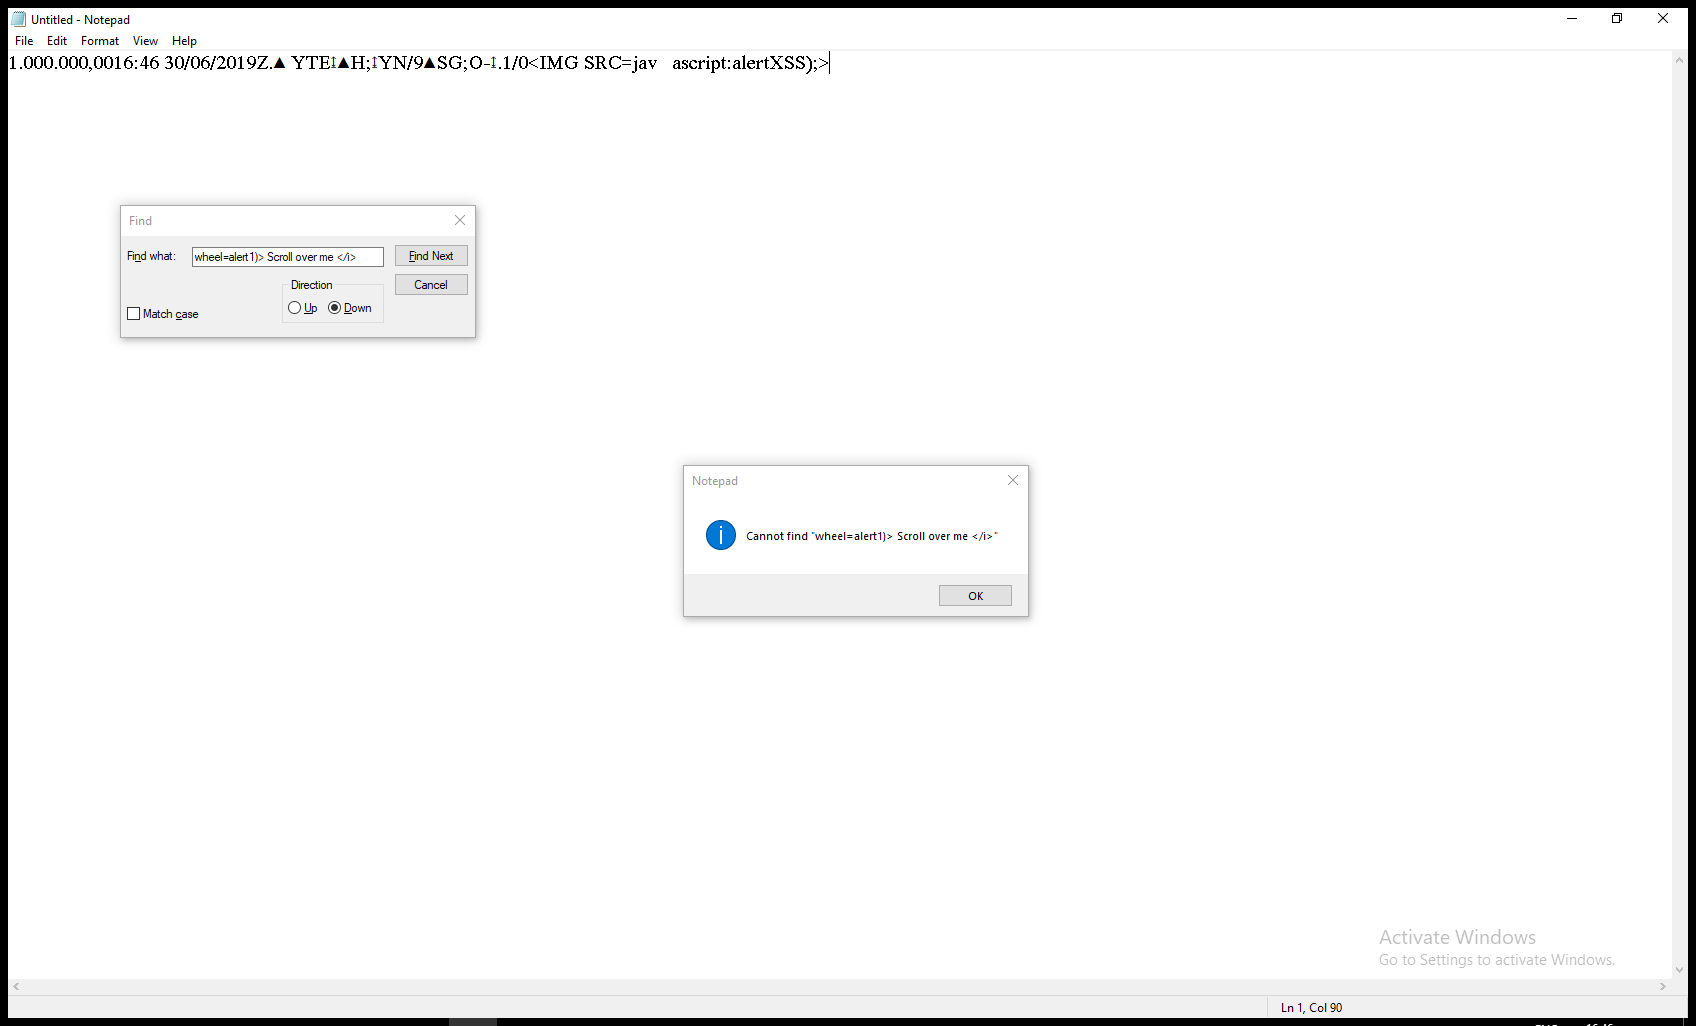 Untitled - Notepad
File Edit Format View Help
1.000.000,0016:46 30/06/2019Z.▲ YTE↨▲H;↨YN/9▲SG;O-↨.1/0<IMG SRC=jav   ascript:alertXSS);>
Find
Find what: wheel=alert1)> Scroll over me </i> Find Next
Direction Cancel
Up Down
Match case
Notepad
Cannot find "wheel=alert1)> Scroll over me </i>"
OK
Activate Windows
Go to Settings to activate Windows.
Ln 1, Col 90